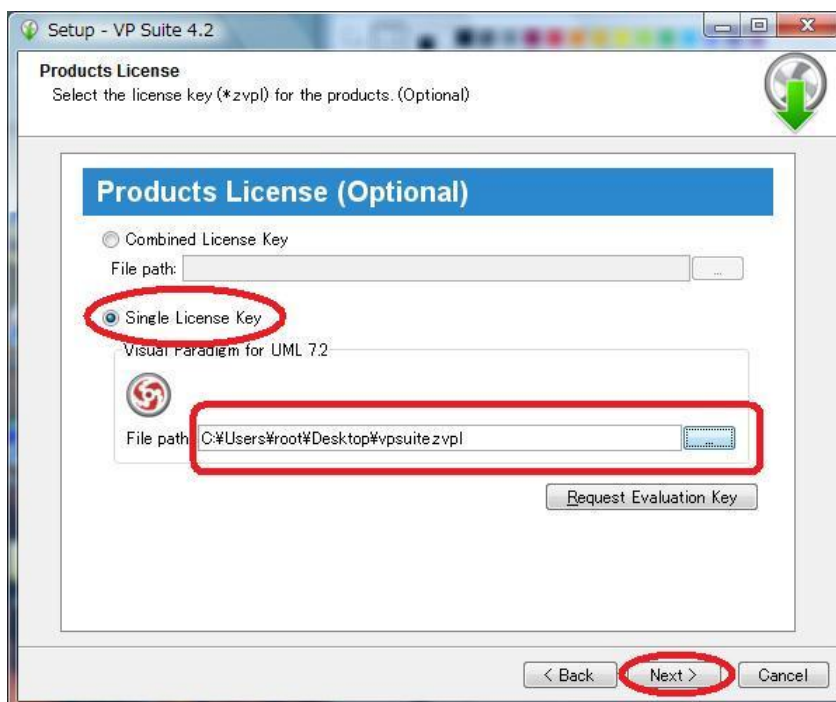 Setup - VP Suite 4.2
Products License
Select the license key (*.zvpl) for the products. (Optional)
Products License (Optional)
Combined License Key
File path:
...
Single License Key
Visual Paradigm for UML 7.2
File path: C:¥Users¥root¥Desktop¥vpsuite.zvpl
...
Request Evaluation Key
< Back Next > Cancel